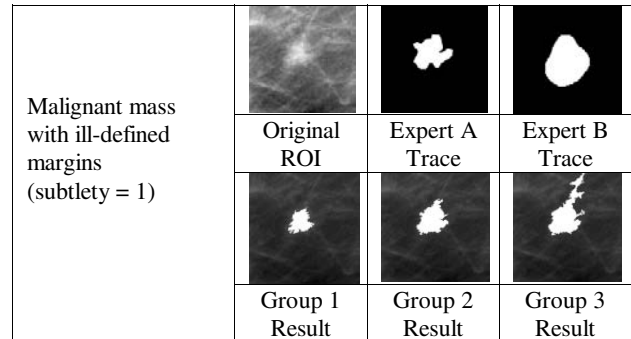 Malignant mass
with ill-defined
margins
(subtlety = 1)
Original
ROI
Expert A
Trace
Expert B
Trace
Group 1
Result
Group 2
Result
Group 3
Result